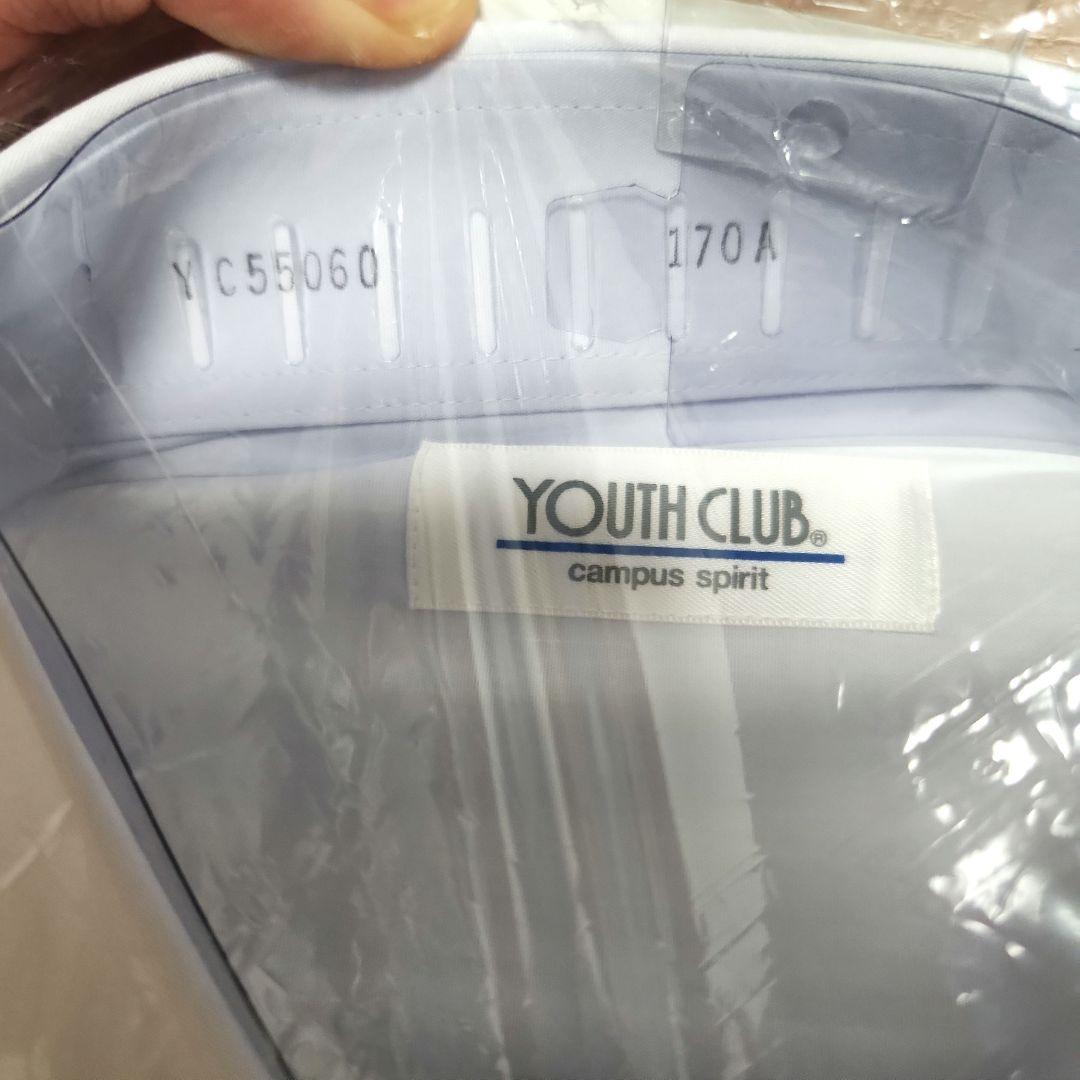 YC55060 170A
YOUTH CLUB®
campus spirit